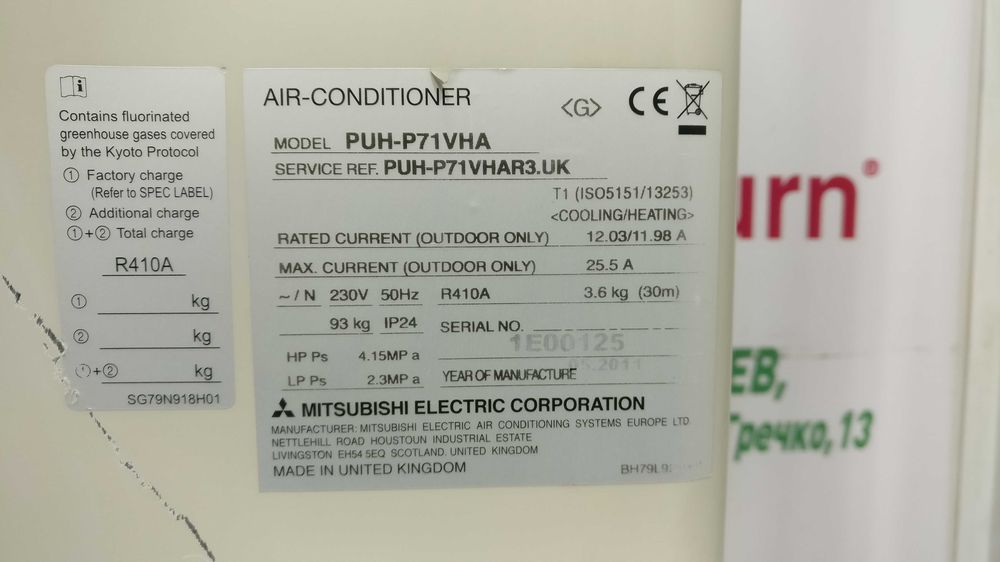 Contains fluorinated
greenhouse gases covered
by the Kyoto Protocol
① Factory charge
(Refer to SPEC LABEL)
② Additional charge
①+② Total charge
R410A
① kg
② kg
①+② kg
SG79N918H01
AIR-CONDITIONER
<G> CE
MODEL PUH-P71VHA
SERVICE REF. PUH-P71VHAR3.UK
T1 (ISO5151/13253)
<COOLING/HEATING>
RATED CURRENT (OUTDOOR ONLY) 12.03/11.98 A
MAX. CURRENT (OUTDOOR ONLY) 25.5 A
~/N 230V 50Hz R410A 3.6 kg (30m)
93 kg IP24 SERIAL NO.
1E00125
HP Ps 4.15MPa
05.2011
LP Ps 2.3MPa YEAR OF MANUFACTURE
MITSUBISHI ELECTRIC CORPORATION
MANUFACTURER: MITSUBISHI ELECTRIC AIR CONDITIONING SYSTEMS EUROPE LTD
NETTLEHILL ROAD HOUSTOUN INDUSTRIAL ESTATE
LIVINGSTON EH54 5EQ SCOTLAND. UNITED KINGDOM
MADE IN UNITED KINGDOM
urn®
ЕВ,
Гречко, 13